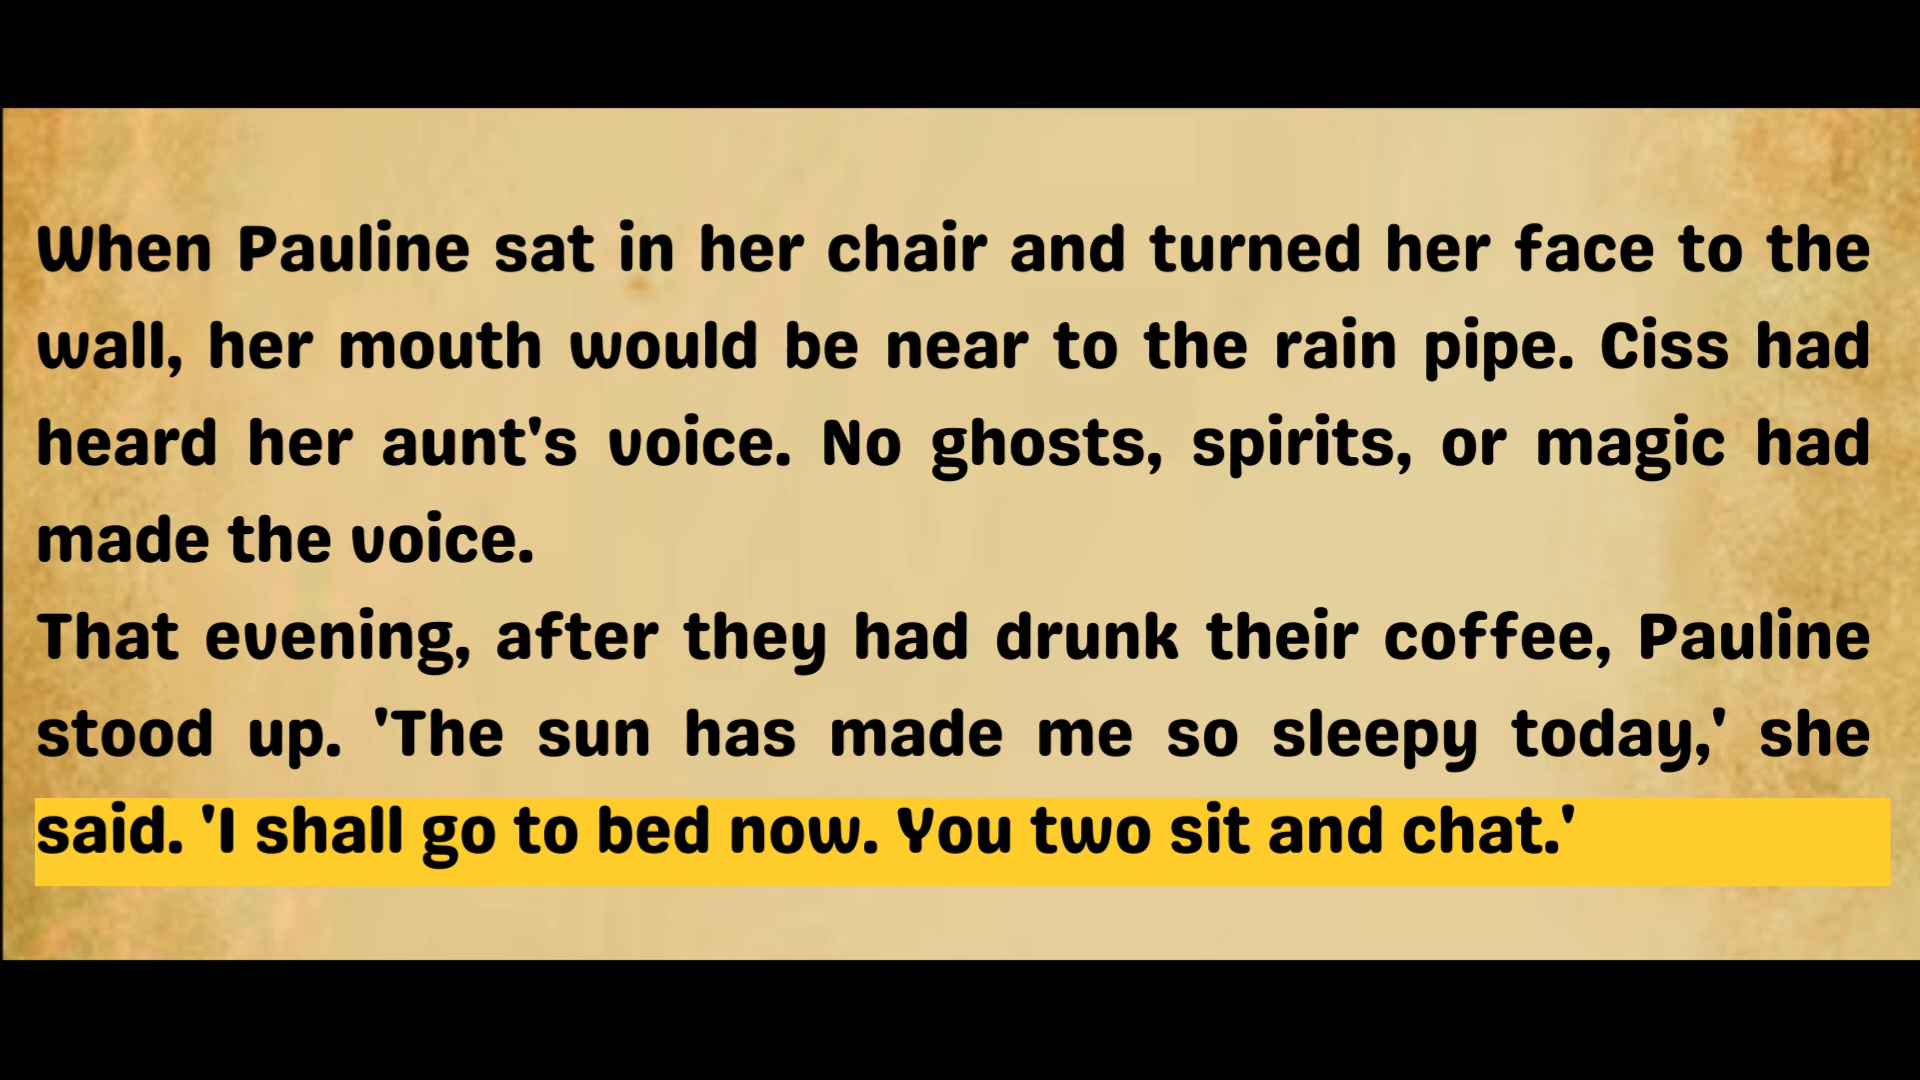 When Pauline sat in her chair and turned her face to the
wall, her mouth would be near to the rain pipe. Ciss had
heard her aunt's voice. No ghosts, spirits, or magic had
made the voice.
That evening, after they had drunk their coffee, Pauline
stood up. 'The sun has made me so sleepy today,' she
said. 'I shall go to bed now. You two sit and chat.'